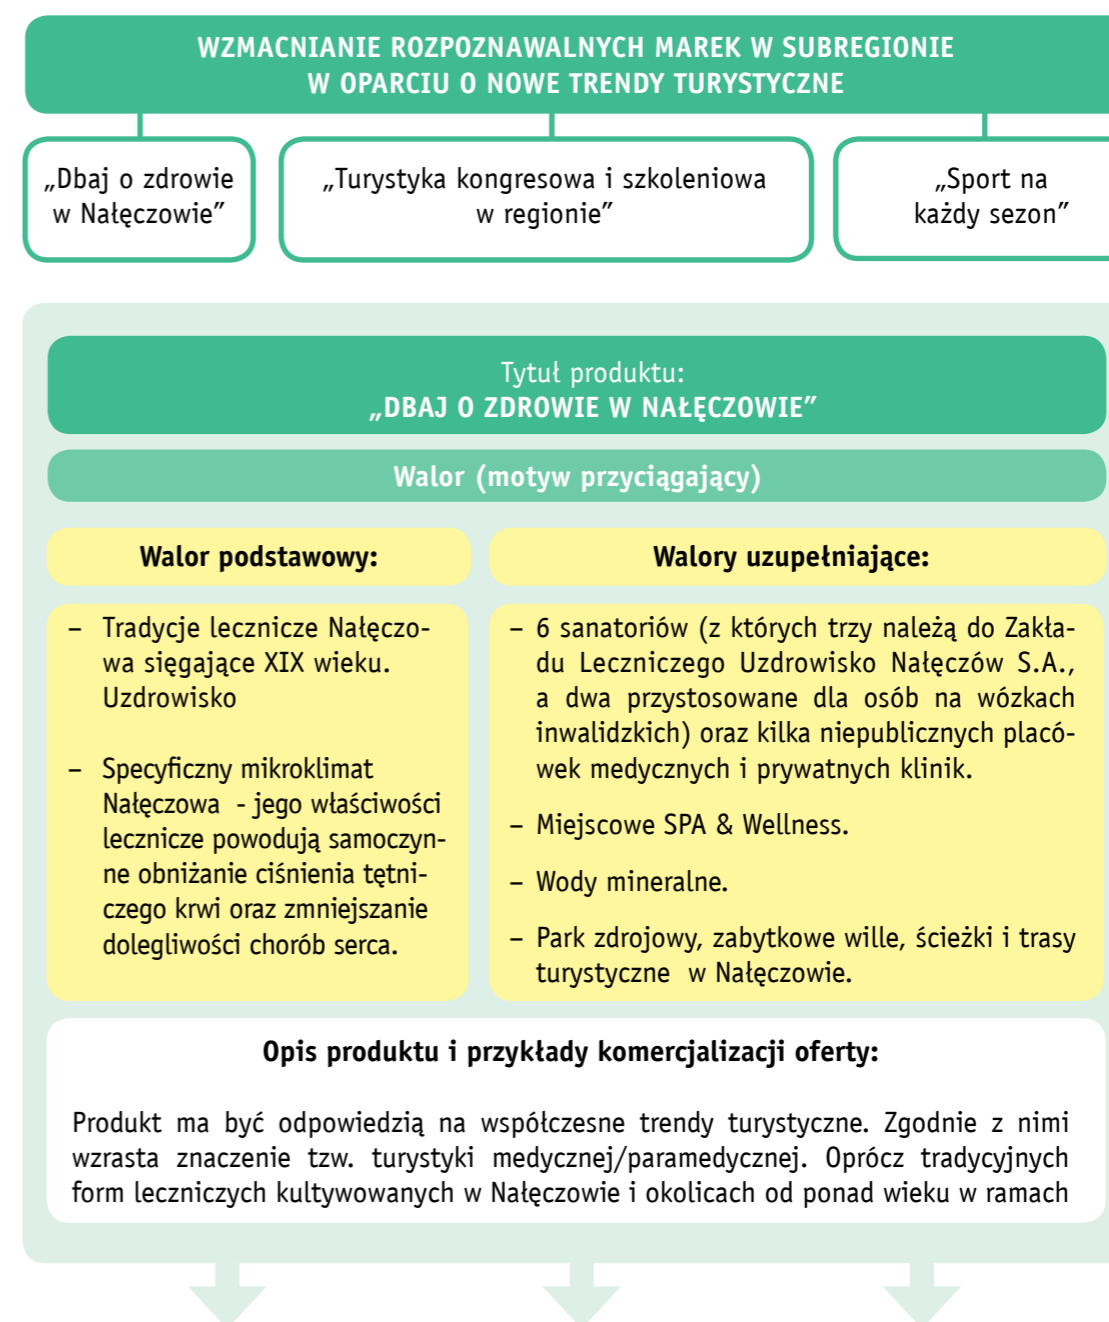 WZMACNIANIE ROZPOZNAWALNYCH MAREK W SUBREGIONIE
W OPARCIU O NOWE TRENDY TURYSTYCZNE
„Dbaj o zdrowie
w Nałęczowie”
„Turystyka kongresowa i szkoleniowa
w regionie”
„Sport na
każdy sezon”
Tytuł produktu:
„DBAJ O ZDROWIE W NAŁĘCZOWIE”
Walor (motyw przyciągający)
Walor podstawowy:
– Tradycje lecznicze Nałęczo-
wa sięgające XIX wieku.
Uzdrowisko
– Specyficzny mikroklimat
Nałęczowa - jego właściwości
lecznicze powodują samoczyn-
ne obniżanie ciśnienia tętni-
czego krwi oraz zmniejszanie
dolegliwości chorób serca.
Walory uzupełniające:
– 6 sanatoriów (z których trzy należą do Zakła-
du Leczniczego Uzdrowisko Nałęczów S.A.,
a dwa przystosowane dla osób na wózkach
inwalidzkich) oraz kilka niepublicznych placó-
wek medycznych i prywatnych klinik.
– Miejscowe SPA & Wellness.
– Wody mineralne.
– Park zdrojowy, zabytkowe wille, ścieżki i trasy
turystyczne w Nałęczowie.
Opis produktu i przykłady komercjalizacji oferty:
Produkt ma być odpowiedzią na współczesne trendy turystyczne. Zgodnie z nimi
wzrasta znaczenie tzw. turystyki medycznej/paramedycznej. Oprócz tradycyjnych
form leczniczych kultywowanych w Nałęczowie i okolicach od ponad wieku w ramach